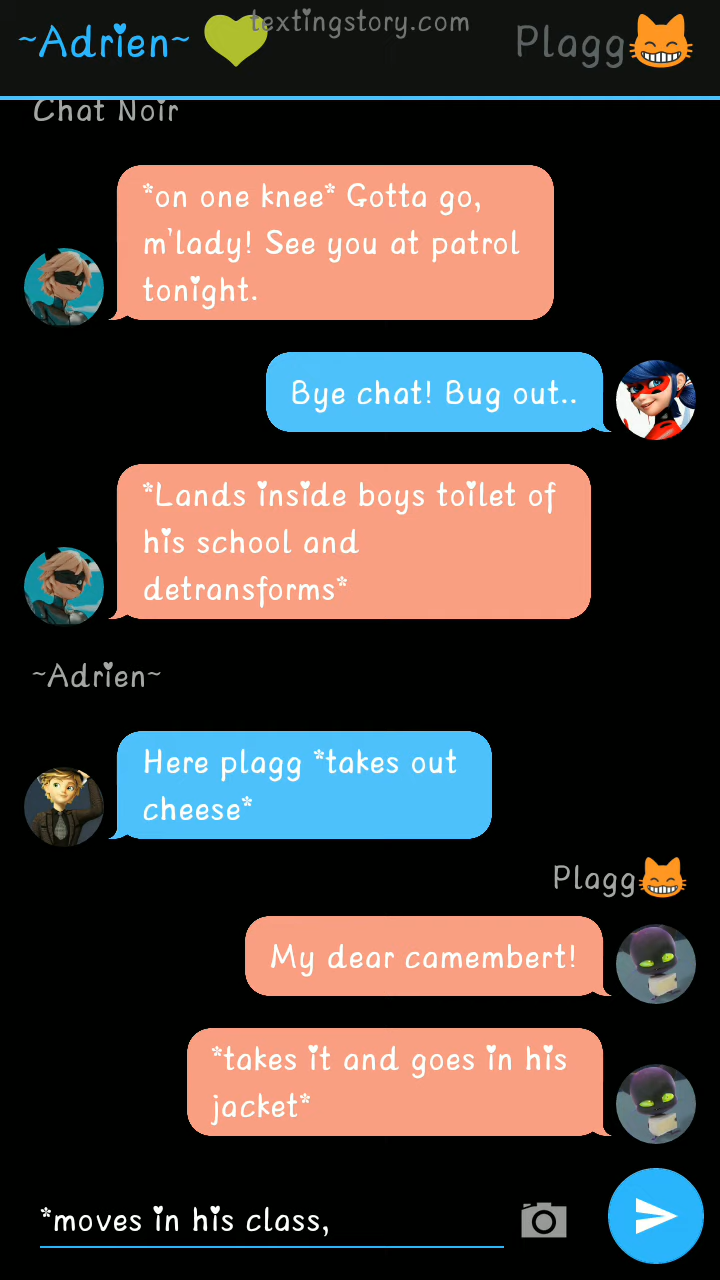 textingstory.com
~Adrien~ Plagg
Chat Noir
*on one knee* Gotta go,
m'lady! See you at patrol
tonight.
Bye chat! Bug out..
*Lands inside boys toilet of
his school and
detransforms*
~Adrien~
Here plagg *takes out
cheese*
Plagg
My dear camembert!
*takes it and goes in his
jacket*
*moves in his class,